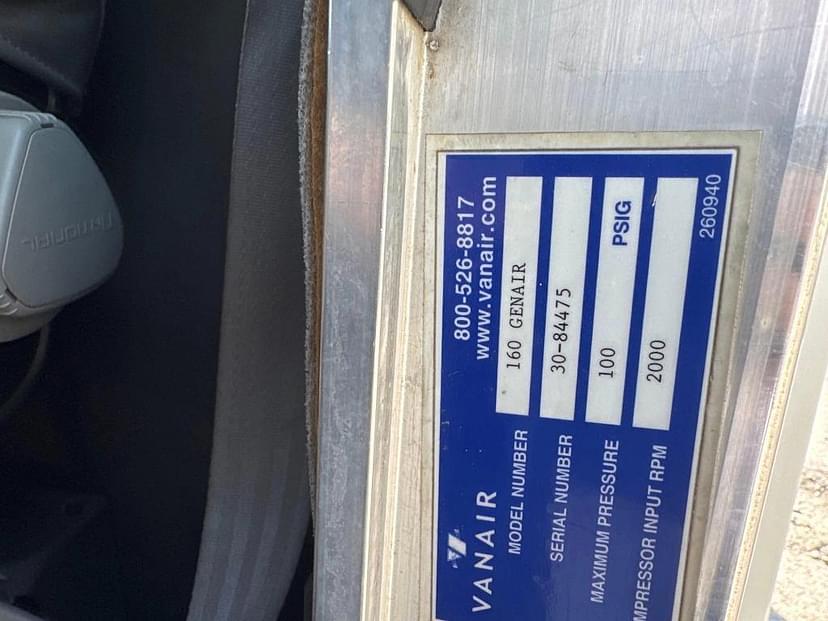 VANAIR
800-526-8817
www.vanair.com
MODEL NUMBER 160 GENAIR
SERIAL NUMBER 30-84475
MAXIMUM PRESSURE 100 PSIG
MPRESSOR INPUT RPM 2000
260940